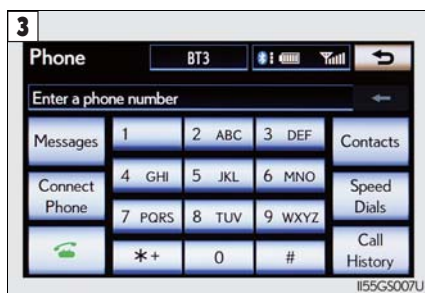 3
Phone
BT3
Enter a phone number
Messages
1
2 ABC
3 DEF
Contacts
Connect
Phone
4 GHI
5 JKL
6 MNO
Speed
Dials
7 PQRS
8 TUV
9 WXYZ
*+
0
#
Call
History
II55GS007U